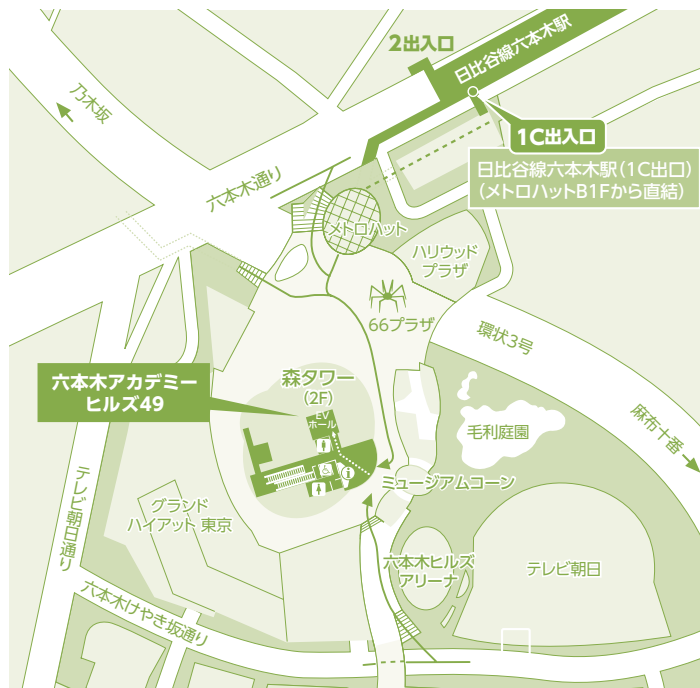 2出入口
日比谷線六本木駅
乃木坂
1C出入口
日比谷線六本木駅(1C出口)
(メトロハットB1Fから直結)
六本木通り
メトロハット
ハリウッド
プラザ
66プラザ
環状3号
六本木アカデミー
ヒルズ49
森タワー
(2F)
EV
ホール
麻布十番
毛利庭園
ミュージアムコーン
グランド
ハイアット 東京
テレビ朝日通り
六本木ヒルズ
アリーナ
テレビ朝日
六本木けやき坂通り